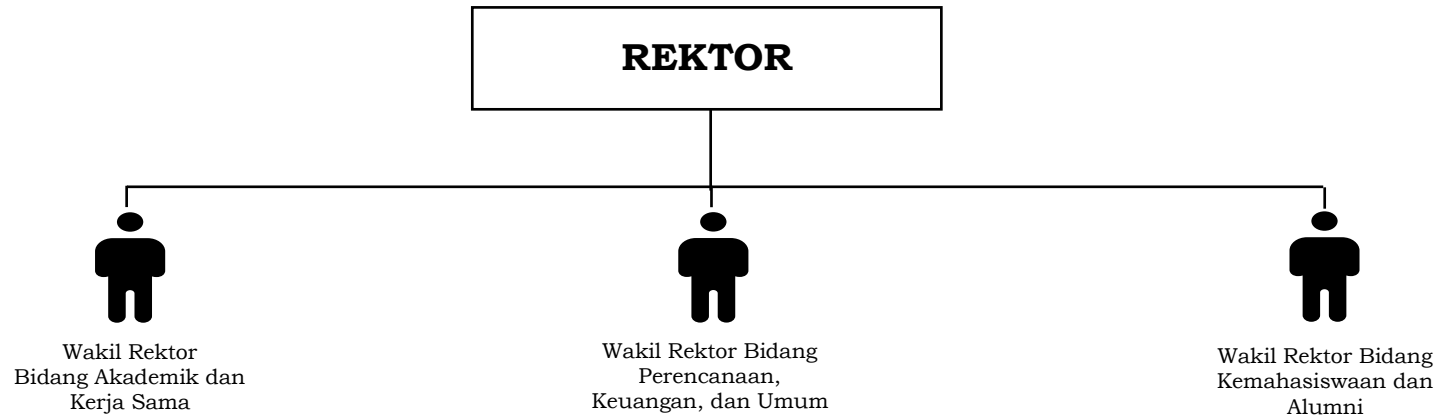 REKTOR
Wakil Rektor
Bidang Akademik dan
Kerja Sama
Wakil Rektor Bidang
Perencanaan,
Keuangan, dan Umum
Wakil Rektor Bidang
Kemahasiswaan dan
Alumni